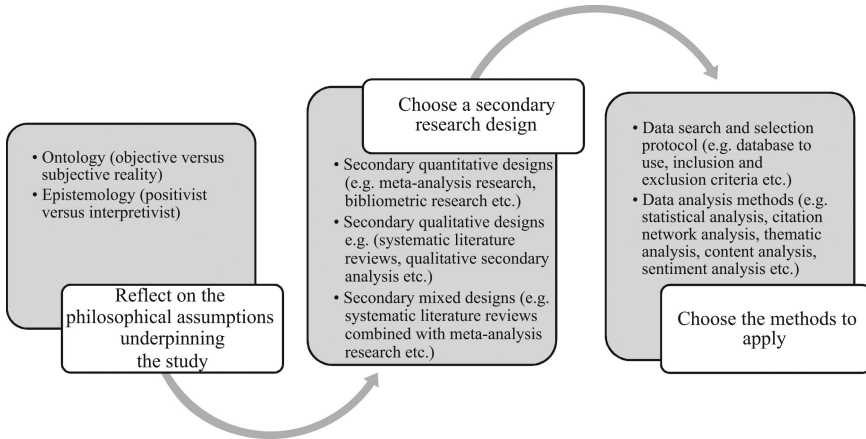 • Ontology (objective versus
subjective reality)
• Epistemology (positivist
versus interpretivist)
Reflect on the
philosophical assumptions
underpinning
the study
Choose a secondary
research design
• Secondary quantitative designs
(e.g. meta-analysis research,
bibliometric research etc.)
• Secondary qualitative designs
e.g. (systematic literature
reviews, qualitative secondary
analysis etc.)
• Secondary mixed designs (e.g.
systematic literature reviews
combined with meta-analysis
research etc.)
• Data search and selection
protocol (e.g. database to
use, inclusion and
exclusion criteria etc.)
• Data analysis methods (e.g.
statistical analysis, citation
network analysis, thematic
analysis, content analysis,
sentiment analysis etc.)
Choose the methods to
apply